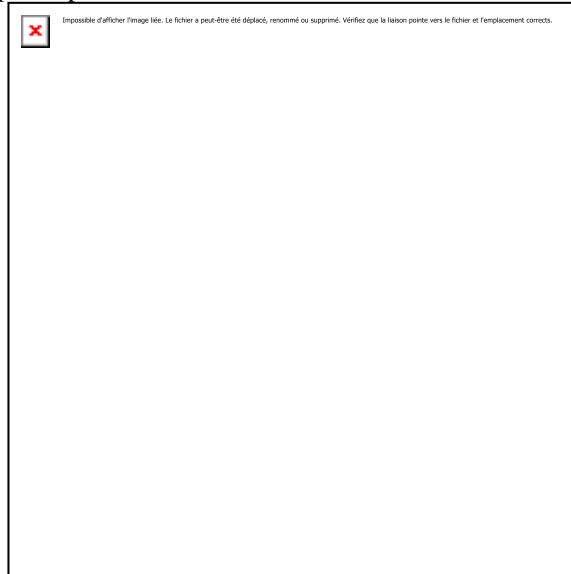 Impossible d'afficher l'image liée. Le fichier a peut-être été déplacé, renommé ou supprimé. Vérifiez que la liaison pointe vers le fichier et l'emplacement corrects.